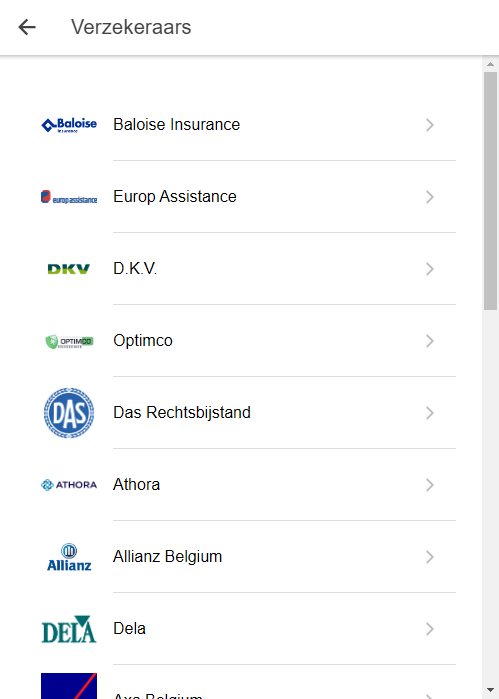 Verzekeraars
Baloise
Insurance
Baloise Insurance
europ assistance
Europ Assistance
DKV
D.K.V.
OPTIMCO
Optimco
DAS
Das Rechtsbijstand
ATHORA
Athora
Allianz
Allianz Belgium
DELA
Dela
Axa Belgium